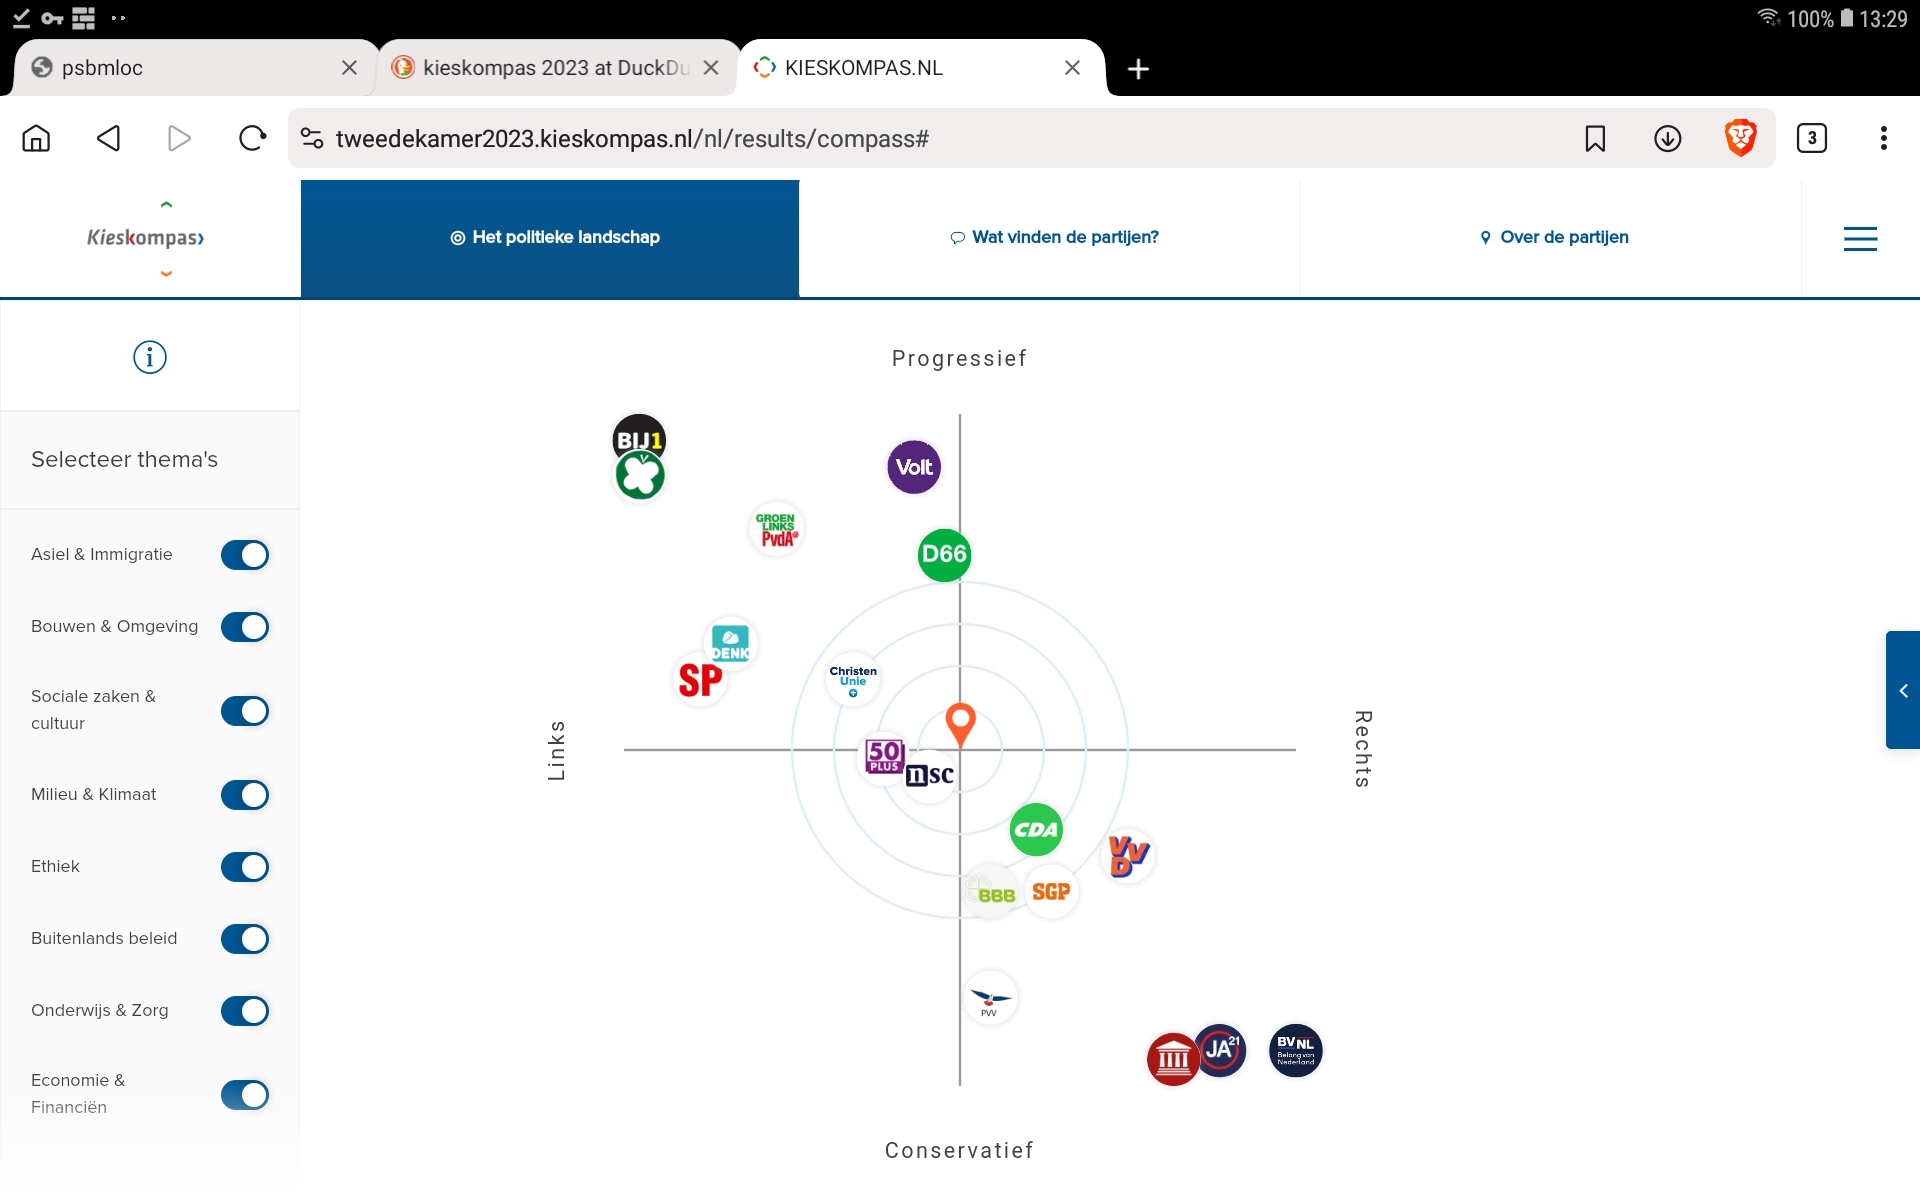 100% 13:29
psbmloc
kieskompas 2023 at DuckDu
KIESKOMPAS.NL
tweedekamer2023.kieskompas.nl/nl/results/compass#
3
Kieskompas
Het politieke landschap
Wat vinden de partijen?
Over de partijen
Selecteer thema's
Asiel & Immigratie
Bouwen & Omgeving
Sociale zaken &
cultuur
Milieu & Klimaat
Ethiek
Buitenlands beleid
Onderwijs & Zorg
Economie &
Financiën
Progressief
BIJ1
Volt
GROEN
LINKS
PvdA
D66
DENK
SP
Christen
Unie
Links
Rechts
50
PLUS
nsc
CDA
VVD
BBB
SGP
PVV
JA21
BVNL
Belang van
Nederland
Conservatief